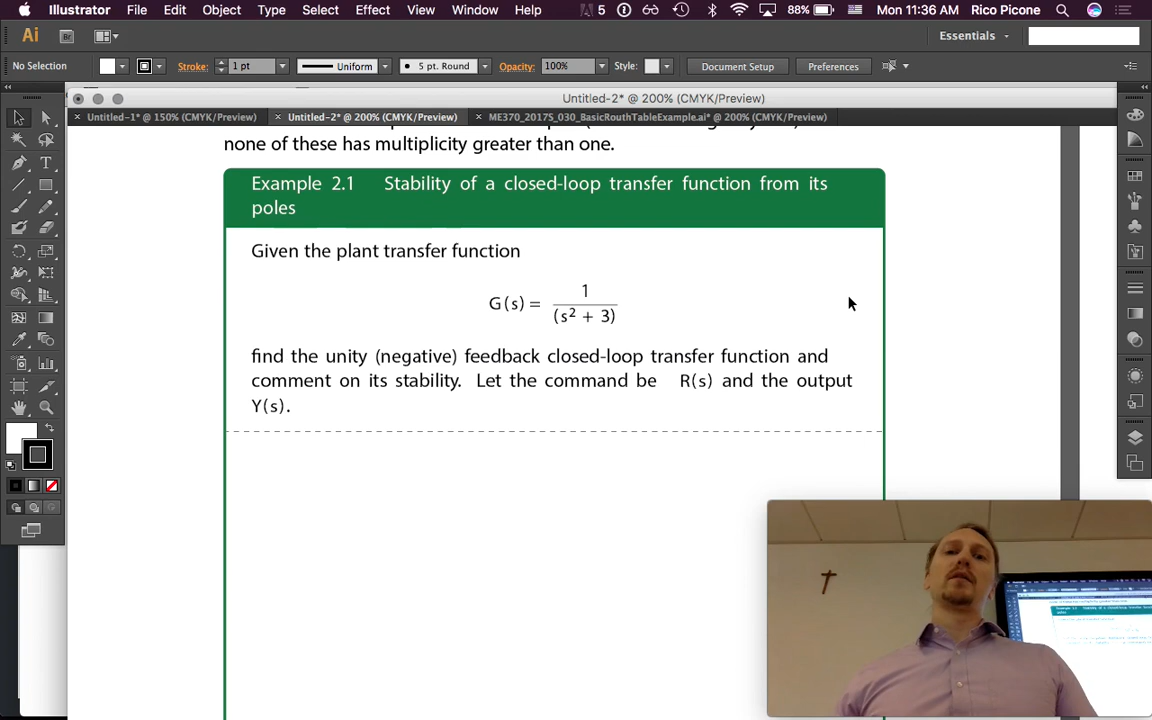 Illustrator File Edit Object Type Select Effect View Window Help 5 88% Mon 11:36 AM Rico Picone
Ai Br Essentials
No Selection Stroke: 1 pt Uniform 5 pt. Round Opacity: 100% Style: Document Setup Preferences
Untitled-2* @ 200% (CMYK/Preview)
Untitled-1* @ 150% (CMYK/Preview) Untitled-2* @ 200% (CMYK/Preview) ME370_2017S_030_BasicRouthTableExample.ai* @ 200% (CMYK/Preview)
none of these has multiplicity greater than one.
Example 2.1 Stability of a closed-loop transfer function from its
poles
Given the plant transfer function
G(s) = 1 / (s² + 3)
find the unity (negative) feedback closed-loop transfer function and
comment on its stability. Let the command be R(s) and the output
Y(s).